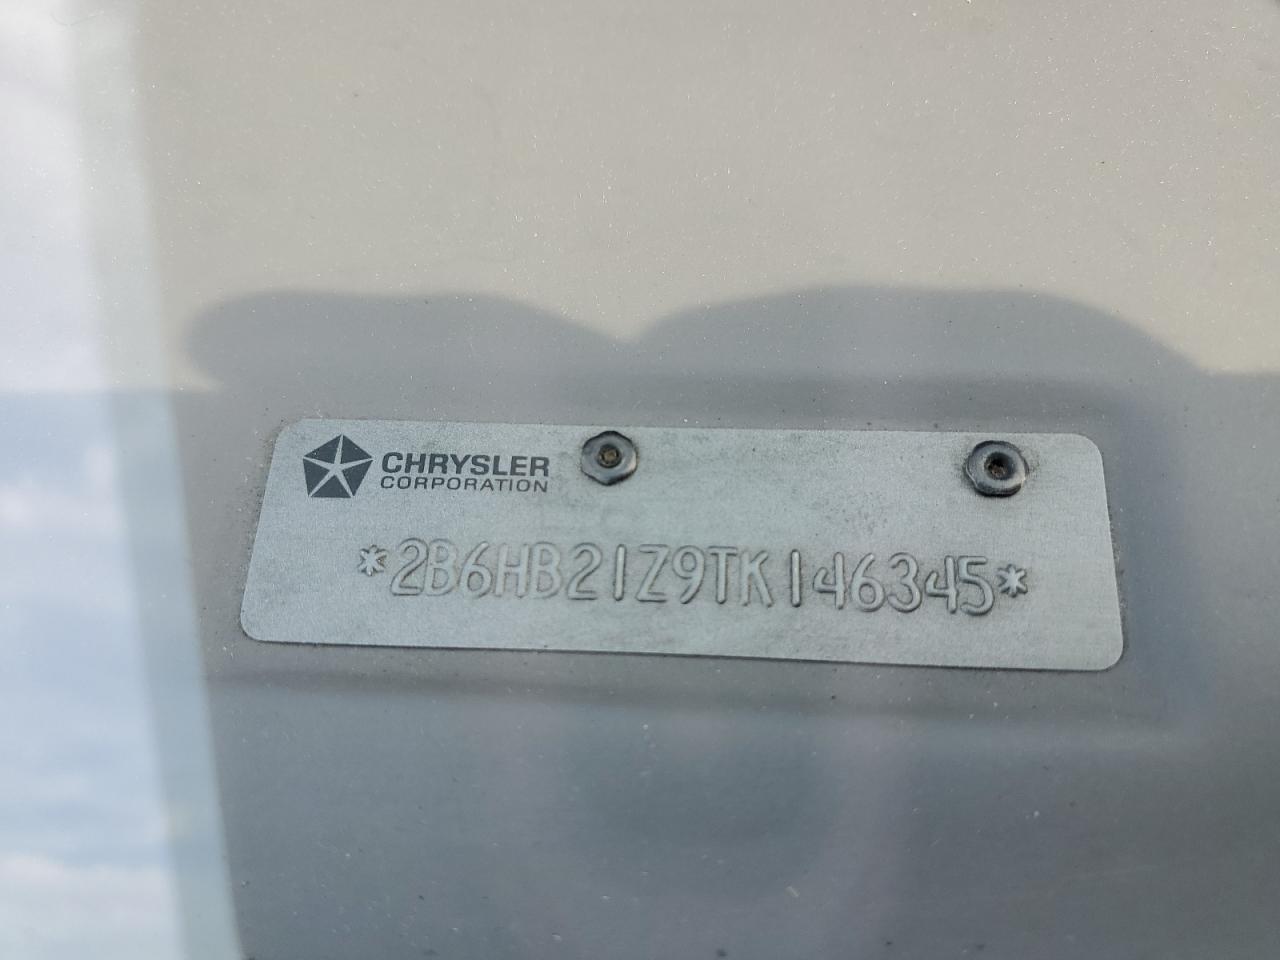 CHRYSLER
CORPORATION
*2B6HB21Z9TK146345*